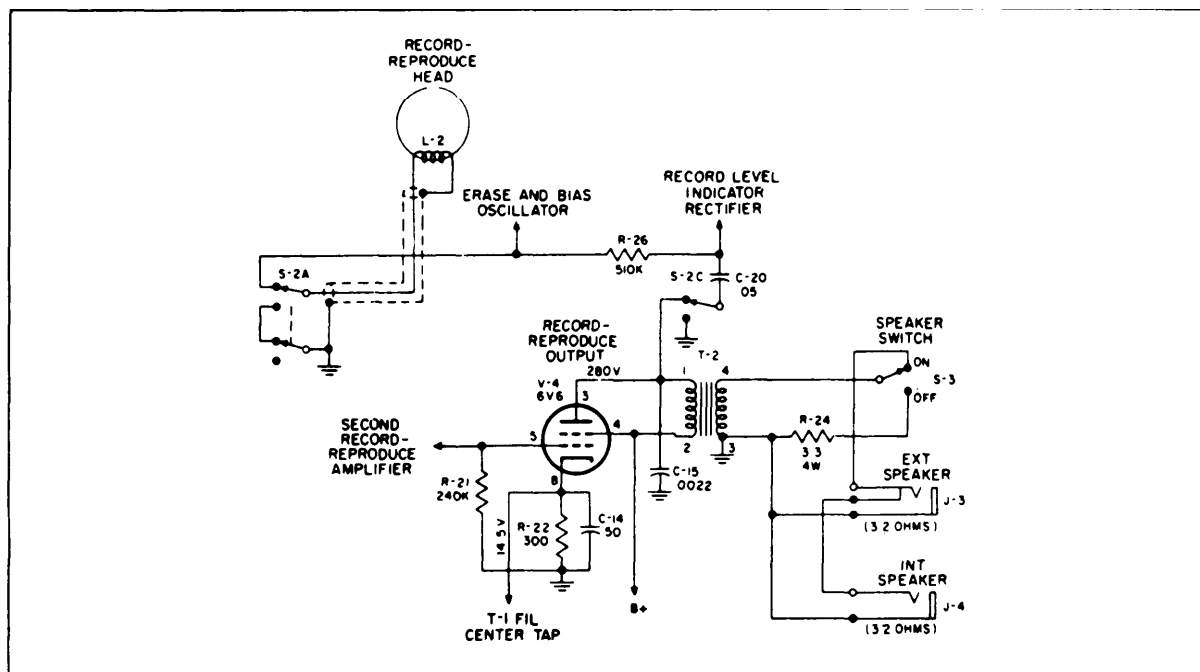 RECORD-
REPRODUCE
HEAD
L-2
ERASE AND BIAS
OSCILLATOR
RECORD LEVEL
INDICATOR
RECTIFIER
R-26
510K
S-2A
S-2C
C-20
05
RECORD-
REPRODUCE
OUTPUT
280V
V-4
6V6
3
T-2
1
4
SPEAKER
SWITCH
ON
S-3
OFF
SECOND
RECORD-
REPRODUCE
AMPLIFIER
5
4
2
3
R-24
3 3
4W
R-21
240K
8
C-15
0022
EXT
SPEAKER
J-3
(3 2 OHMS)
14 5V
R-22
300
C-14
50
INT
SPEAKER
J-4
(3 2 OHMS)
T-1 FIL
CENTER TAP
B+